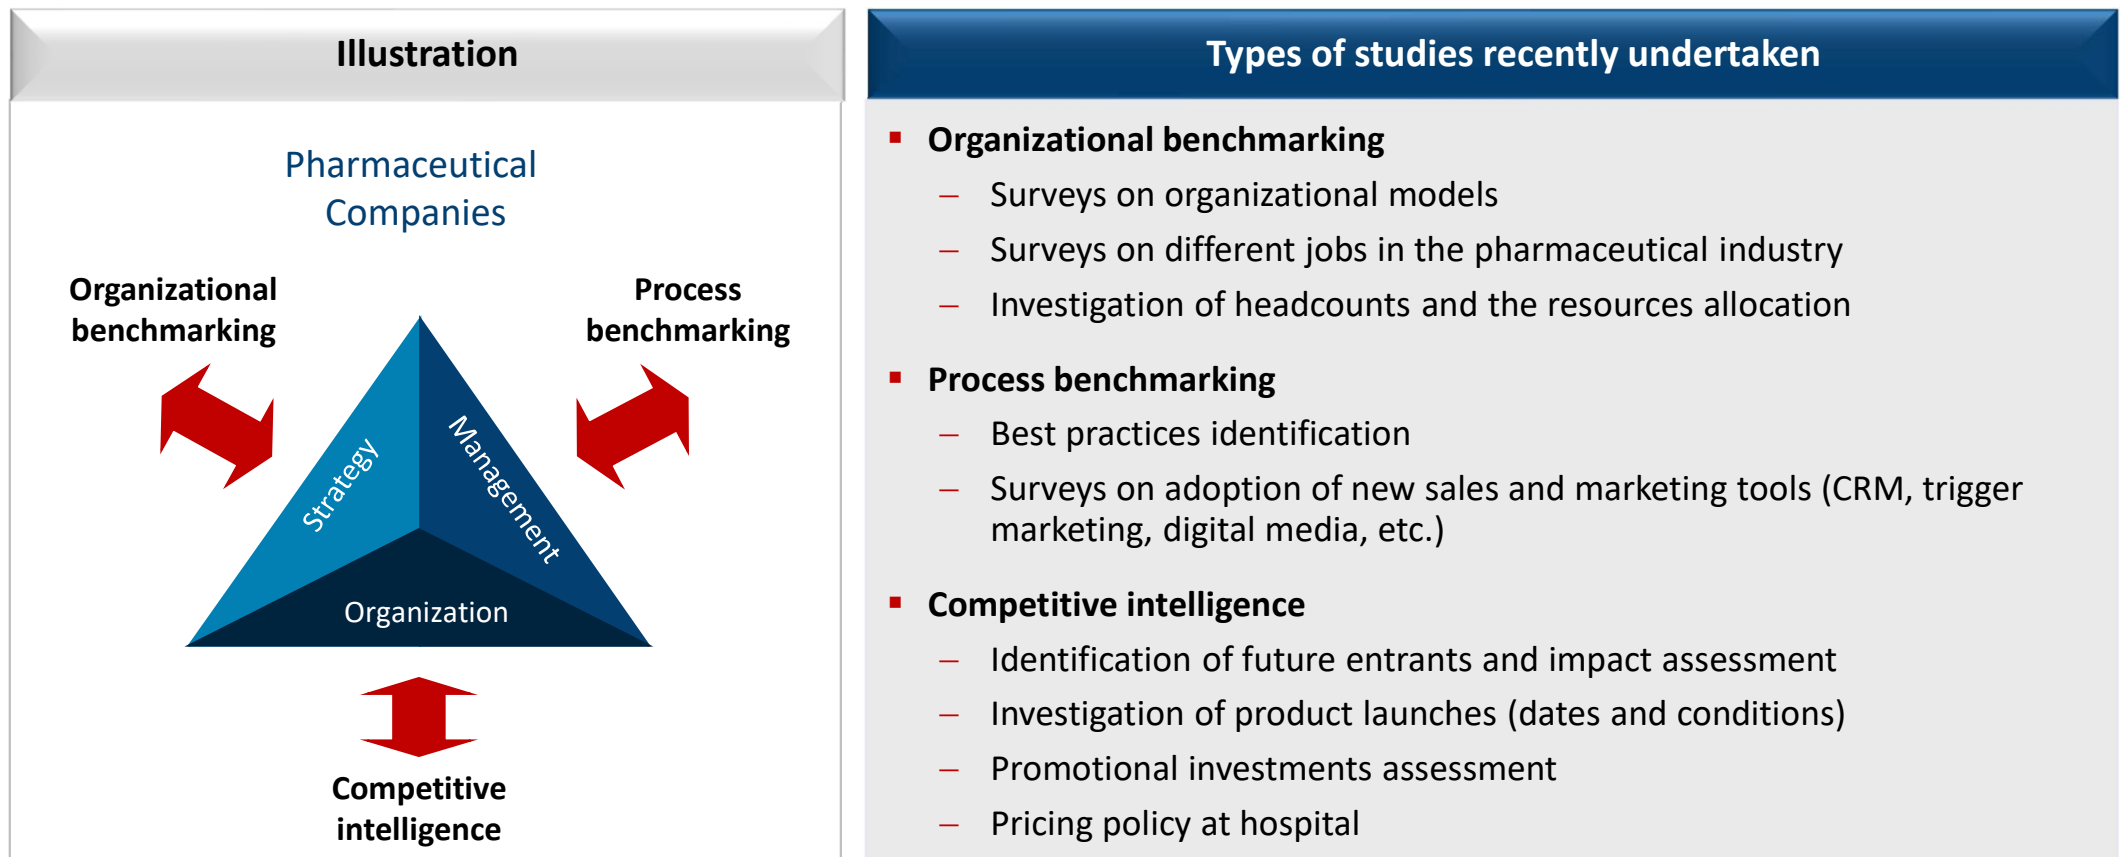 Illustration
Pharmaceutical
Companies
Organizational
benchmarking
Process
benchmarking
Strategy
Management
Organization
Competitive
intelligence
Types of studies recently undertaken
▪ Organizational benchmarking
– Surveys on organizational models
– Surveys on different jobs in the pharmaceutical industry
– Investigation of headcounts and the resources allocation
▪ Process benchmarking
– Best practices identification
– Surveys on adoption of new sales and marketing tools (CRM, trigger
marketing, digital media, etc.)
▪ Competitive intelligence
– Identification of future entrants and impact assessment
– Investigation of product launches (dates and conditions)
– Promotional investments assessment
– Pricing policy at hospital